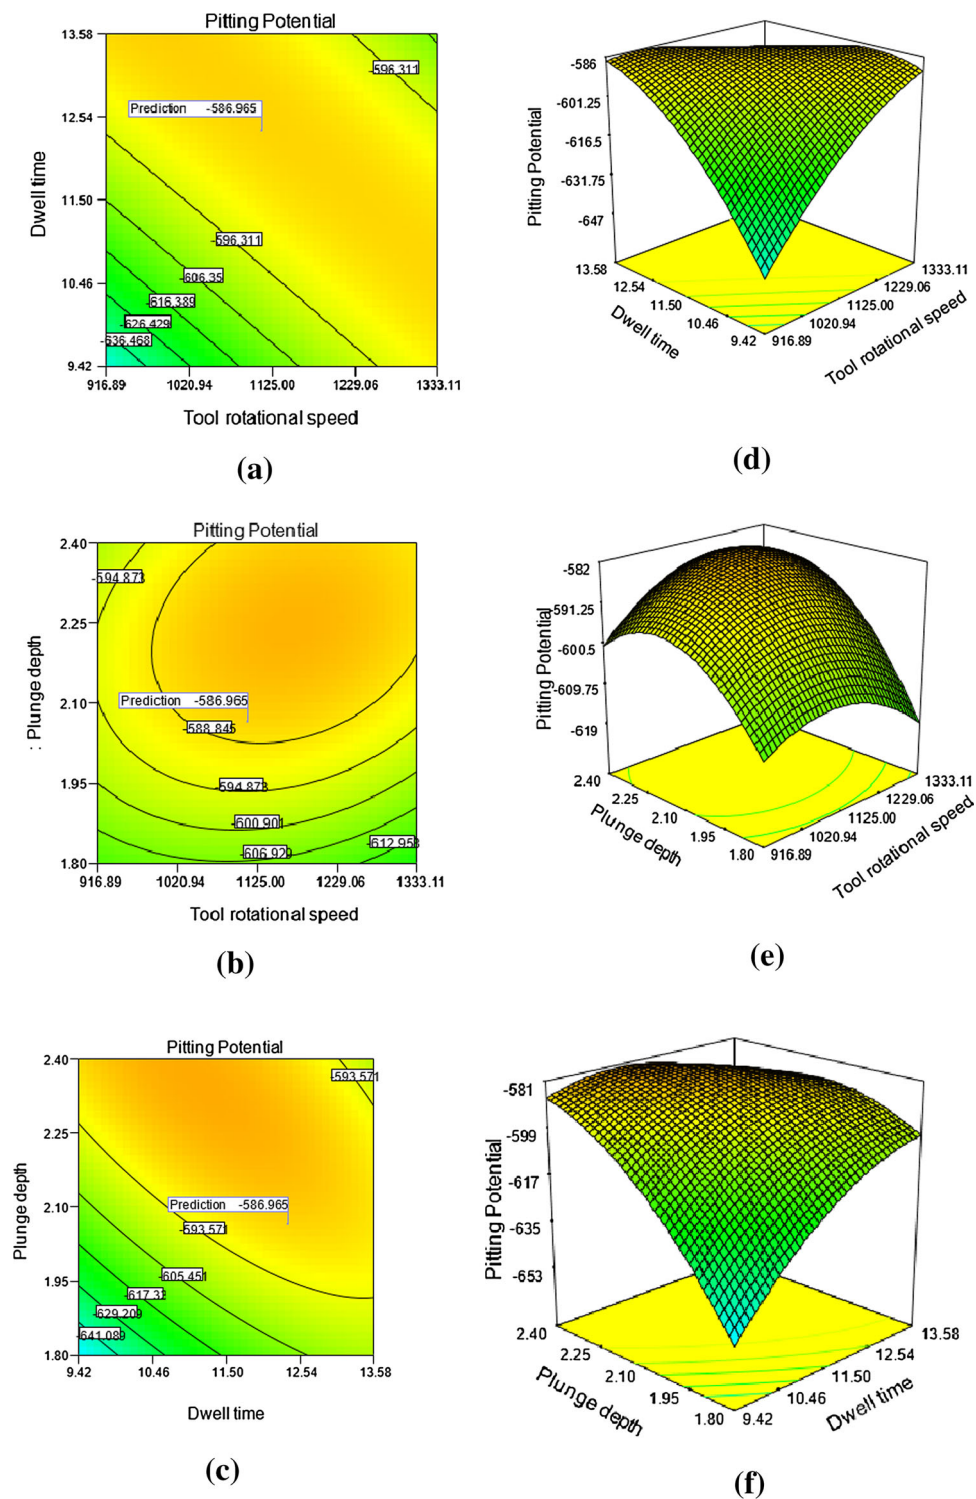 Pitting Potential
13.58
-596.311
Prediction -586.965
12.54
Dwell time
11.50
-596.311
-606.35
10.46
-616.389
-626.429
-636.468
9.42
916.89 1020.94 1125.00 1229.06 1333.11
Tool rotational speed
(a)
-586
-601.25
-616.5
-631.75
-647
Pitting Potential
13.58
12.54
11.50
10.46
9.42
Dwell time
1333.11
1229.06
1125.00
1020.94
916.89
Tool rotational speed
(d)
Pitting Potential
2.40
-594.873
2.25
: Plunge depth
2.10
Prediction -586.965
-588.845
1.95
-594.873
-600.901
-612.958
-606.929
1.80
916.89 1020.94 1125.00 1229.06 1333.11
Tool rotational speed
(b)
-582
-591.25
-600.5
-609.75
-619
Pitting Potential
2.40
2.25
2.10
1.95
1.80
Plunge depth
1333.11
1229.06
1125.00
1020.94
916.89
Tool rotational speed
(e)
Pitting Potential
2.40
-593.571
2.25
Plunge depth
2.10
Prediction -586.965
-593.571
1.95
-605.451
-617.33
-629.209
-641.089
1.80
9.42 10.46 11.50 12.54 13.58
Dwell time
(c)
-581
-599
-617
-635
-653
Pitting Potential
2.40
2.25
2.10
1.95
1.80
Plunge depth
13.58
12.54
11.50
10.46
9.42
Dwell time
(f)